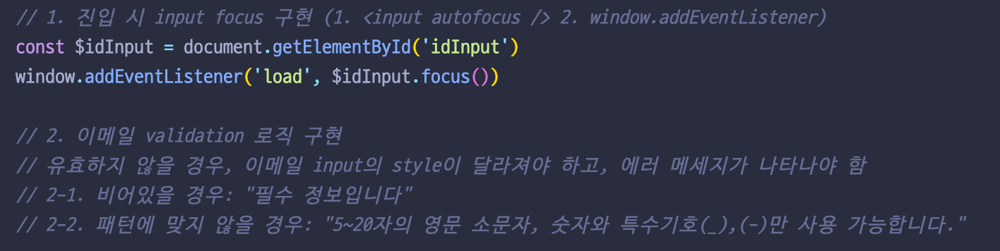 // 1. 진입 시 input focus 구현 (1. <input autofocus /> 2. window.addEventListener)
const $idInput = document.getElementById('idInput')
window.addEventListener('load', $idInput.focus())
// 2. 이메일 validation 로직 구현
// 유효하지 않을 경우, 이메일 input의 style이 달라져야 하고, 에러 메세지가 나타나야 함
// 2-1. 비어있을 경우: "필수 정보입니다"
// 2-2. 패턴에 맞지 않을 경우: "5~20자의 영문 소문자, 숫자와 특수기호(_),(-)만 사용 가능합니다."